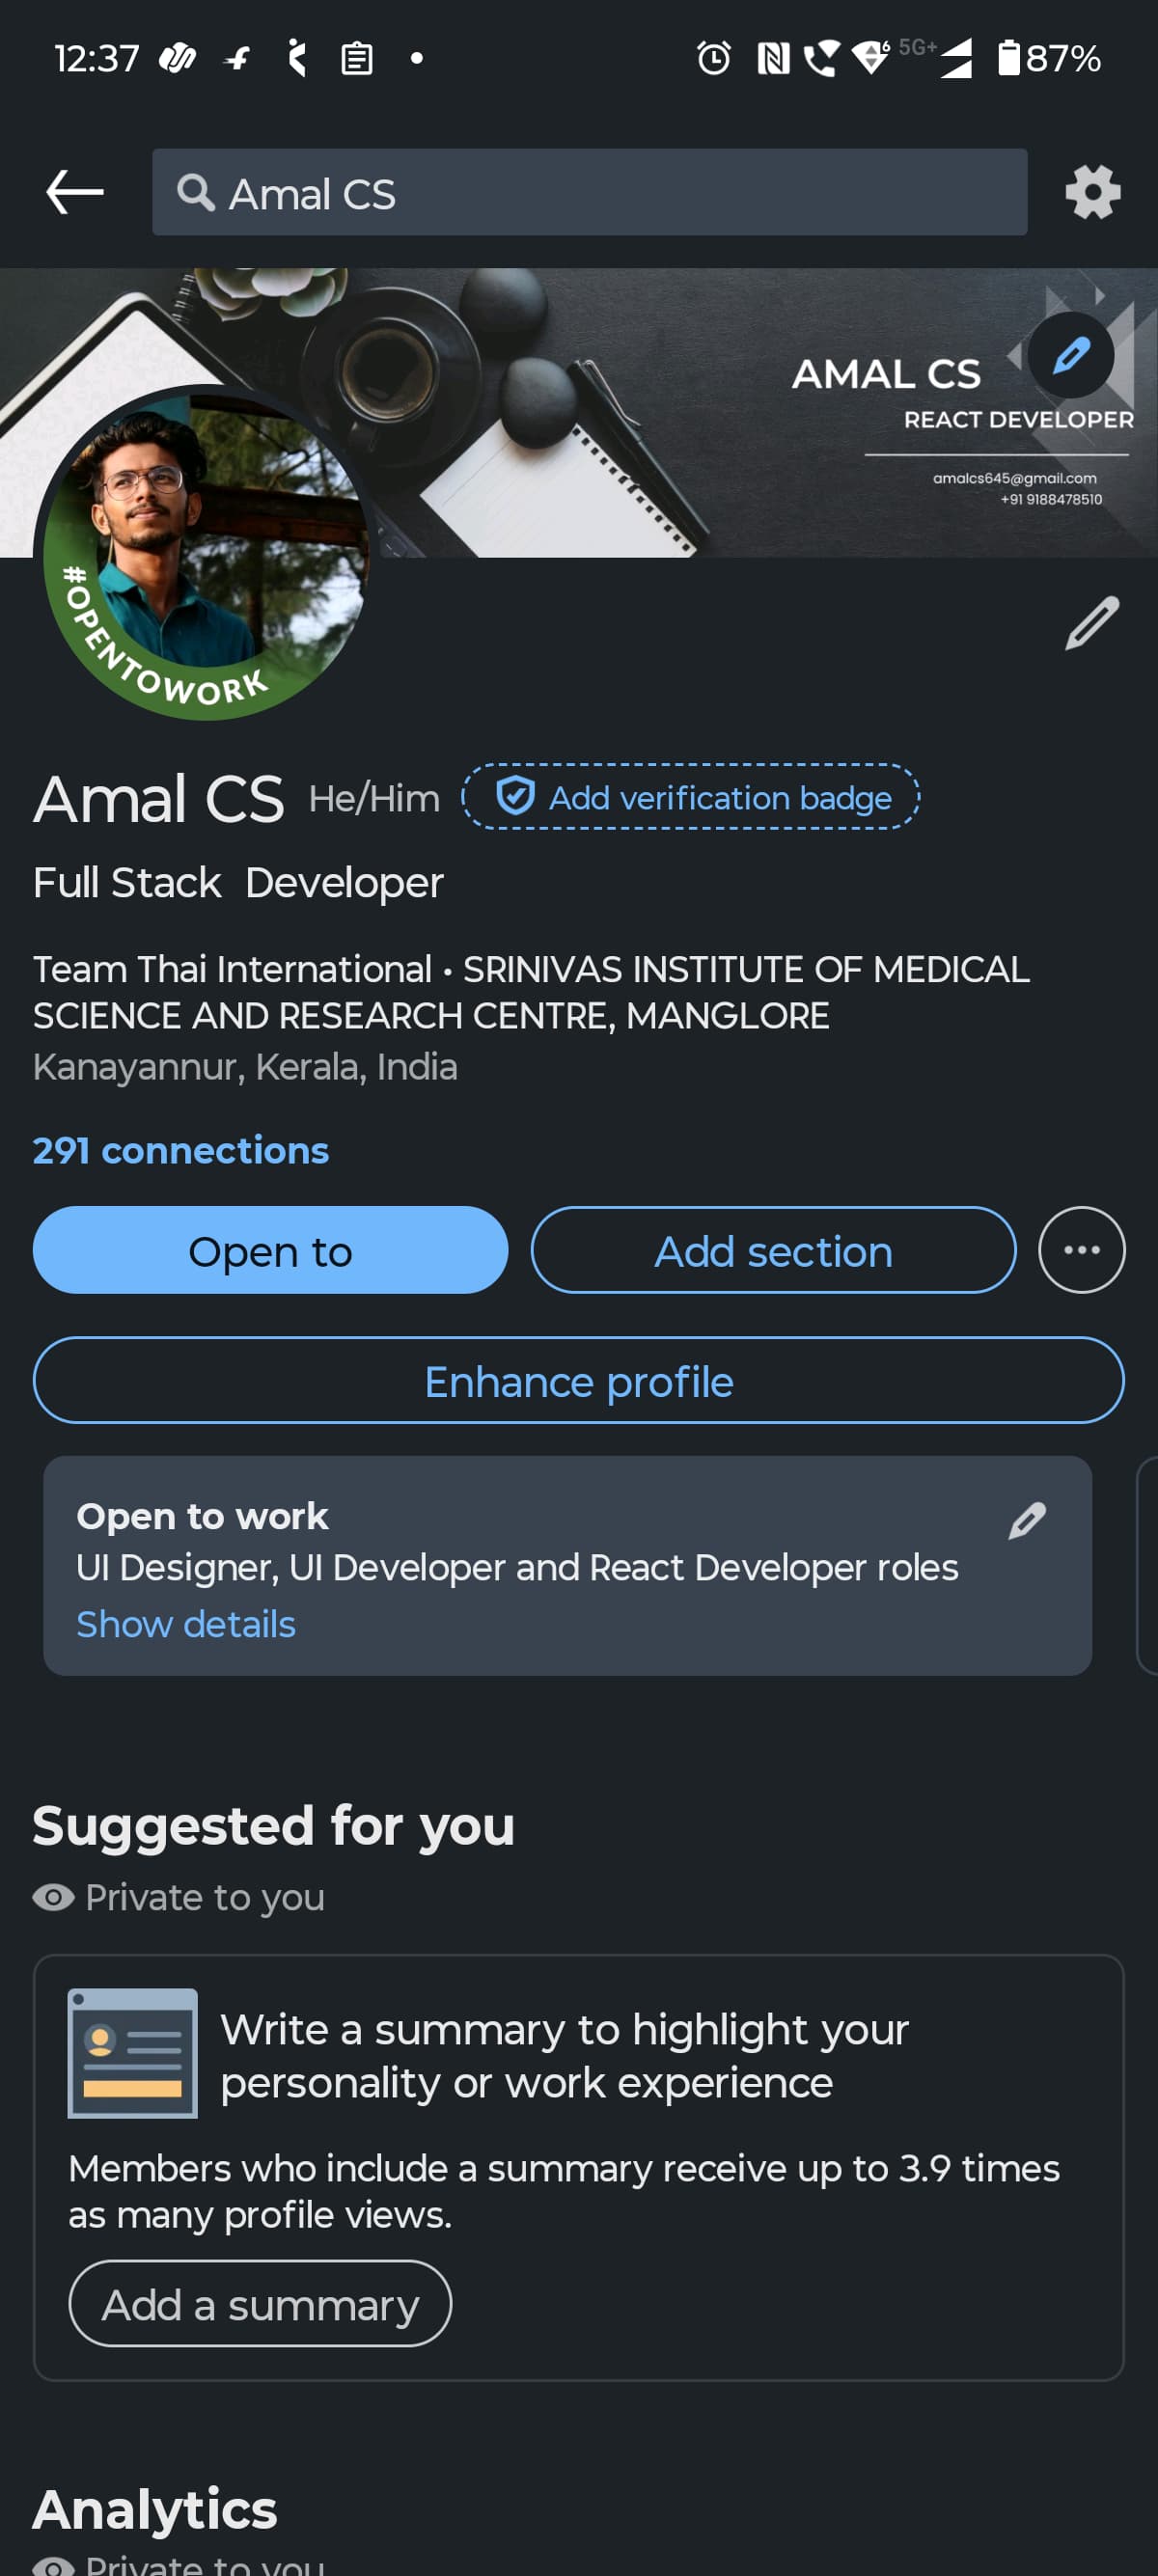 12:37
6 5G+ 87%
Amal CS
AMAL CS
REACT DEVELOPER
amalcs645@gmail.com
+91 9188478510
#OPENTOWORK
Amal CS He/Him Add verification badge
Full Stack Developer
Team Thai International • SRINIVAS INSTITUTE OF MEDICAL
SCIENCE AND RESEARCH CENTRE, MANGLORE
Kanayannur, Kerala, India
291 connections
Open to Add section
Enhance profile
Open to work
UI Designer, UI Developer and React Developer roles
Show details
Suggested for you
Private to you
Write a summary to highlight your
personality or work experience
Members who include a summary receive up to 3.9 times
as many profile views.
Add a summary
Analytics
Private to you